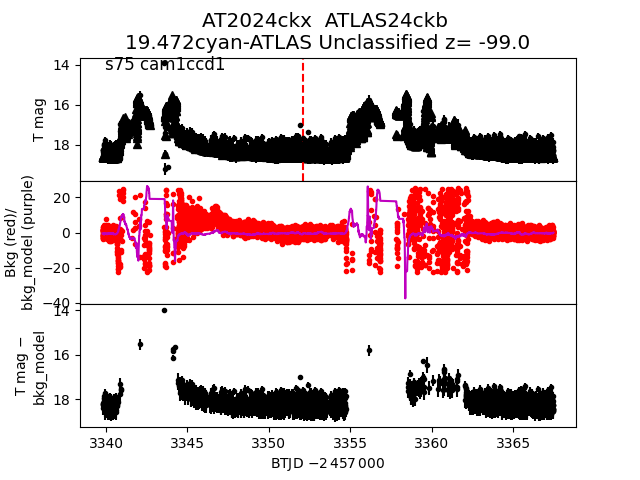 AT2024ckx  ATLAS24ckb
19.472cyan-ATLAS Unclassified z= -99.0
s75 cam1ccd1
T mag
14
16
18
Bkg (red)/
bkg_model (purple)
20
0
−20
−40
T mag −
bkg_model
14
16
18
3340 3345 3350 3355 3360 3365
BTJD −2 457 000